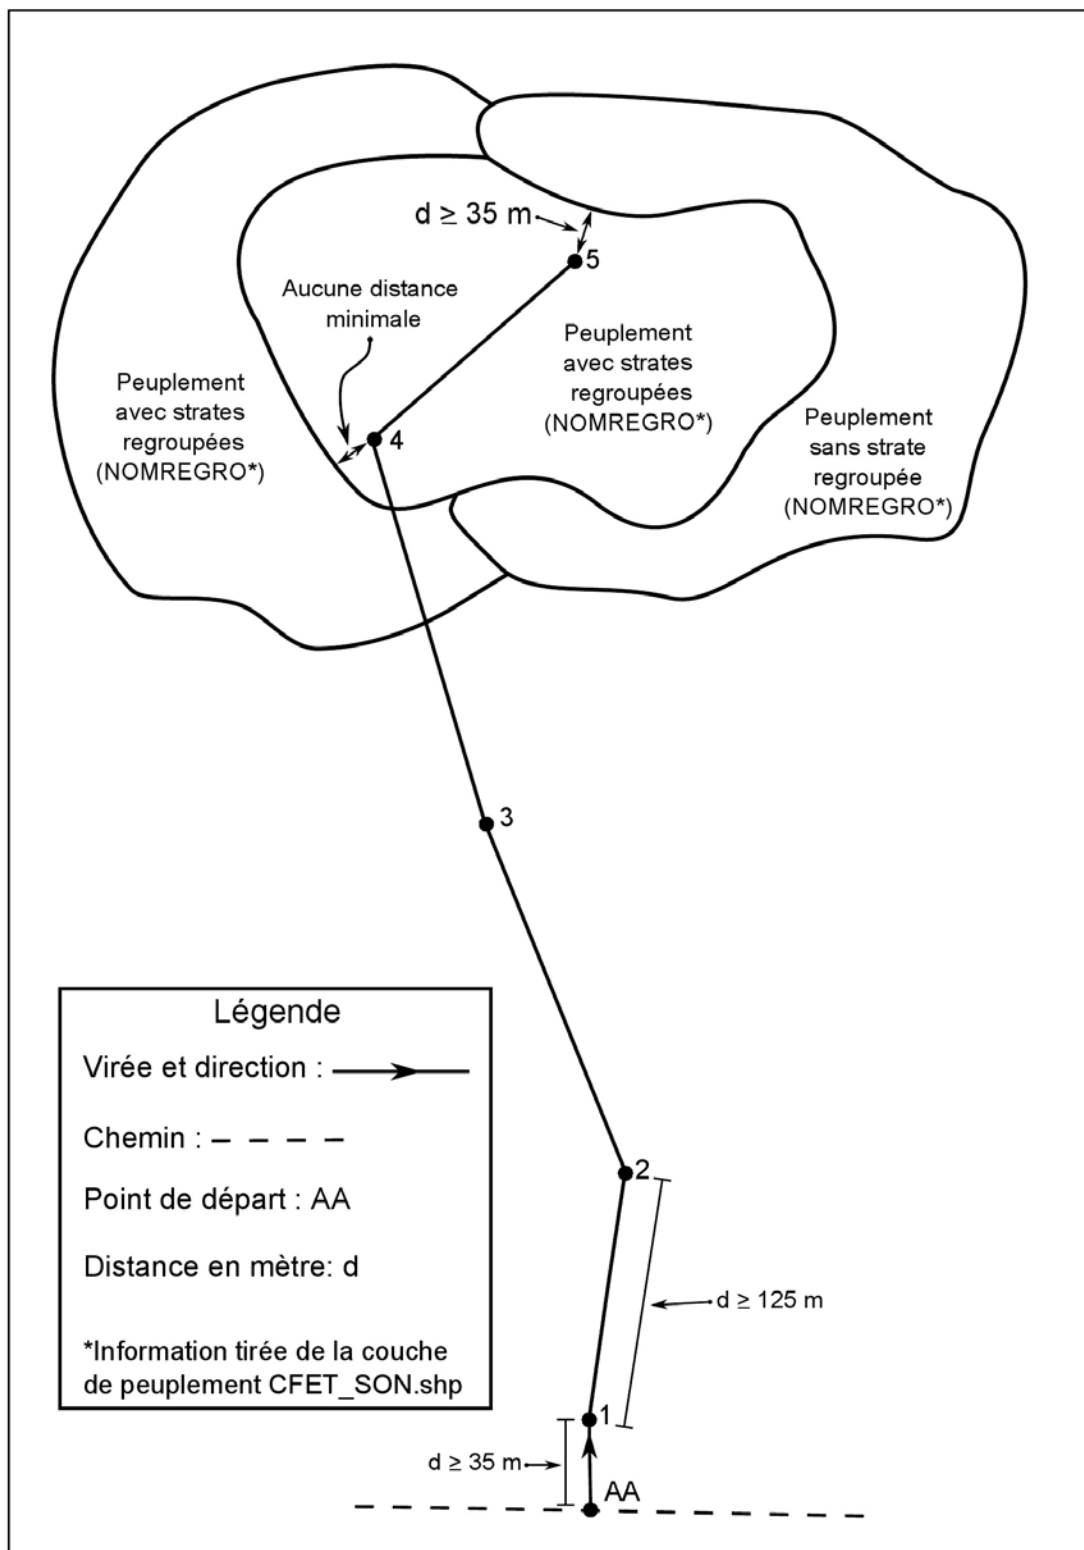 d ≥ 35 m
5
Aucune distance
minimale
Peuplement
avec strates
regroupées
(NOMREGRO*)
Peuplement
avec strates
regroupées
(NOMREGRO*)
Peuplement
sans strate
regroupée
(NOMREGRO*)
4
3
Légende
Virée et direction :
Chemin :
Point de départ : AA
Distance en mètre: d
*Information tirée de la couche
de peuplement CFET_SON.shp
2
d ≥ 125 m
1
d ≥ 35 m
AA